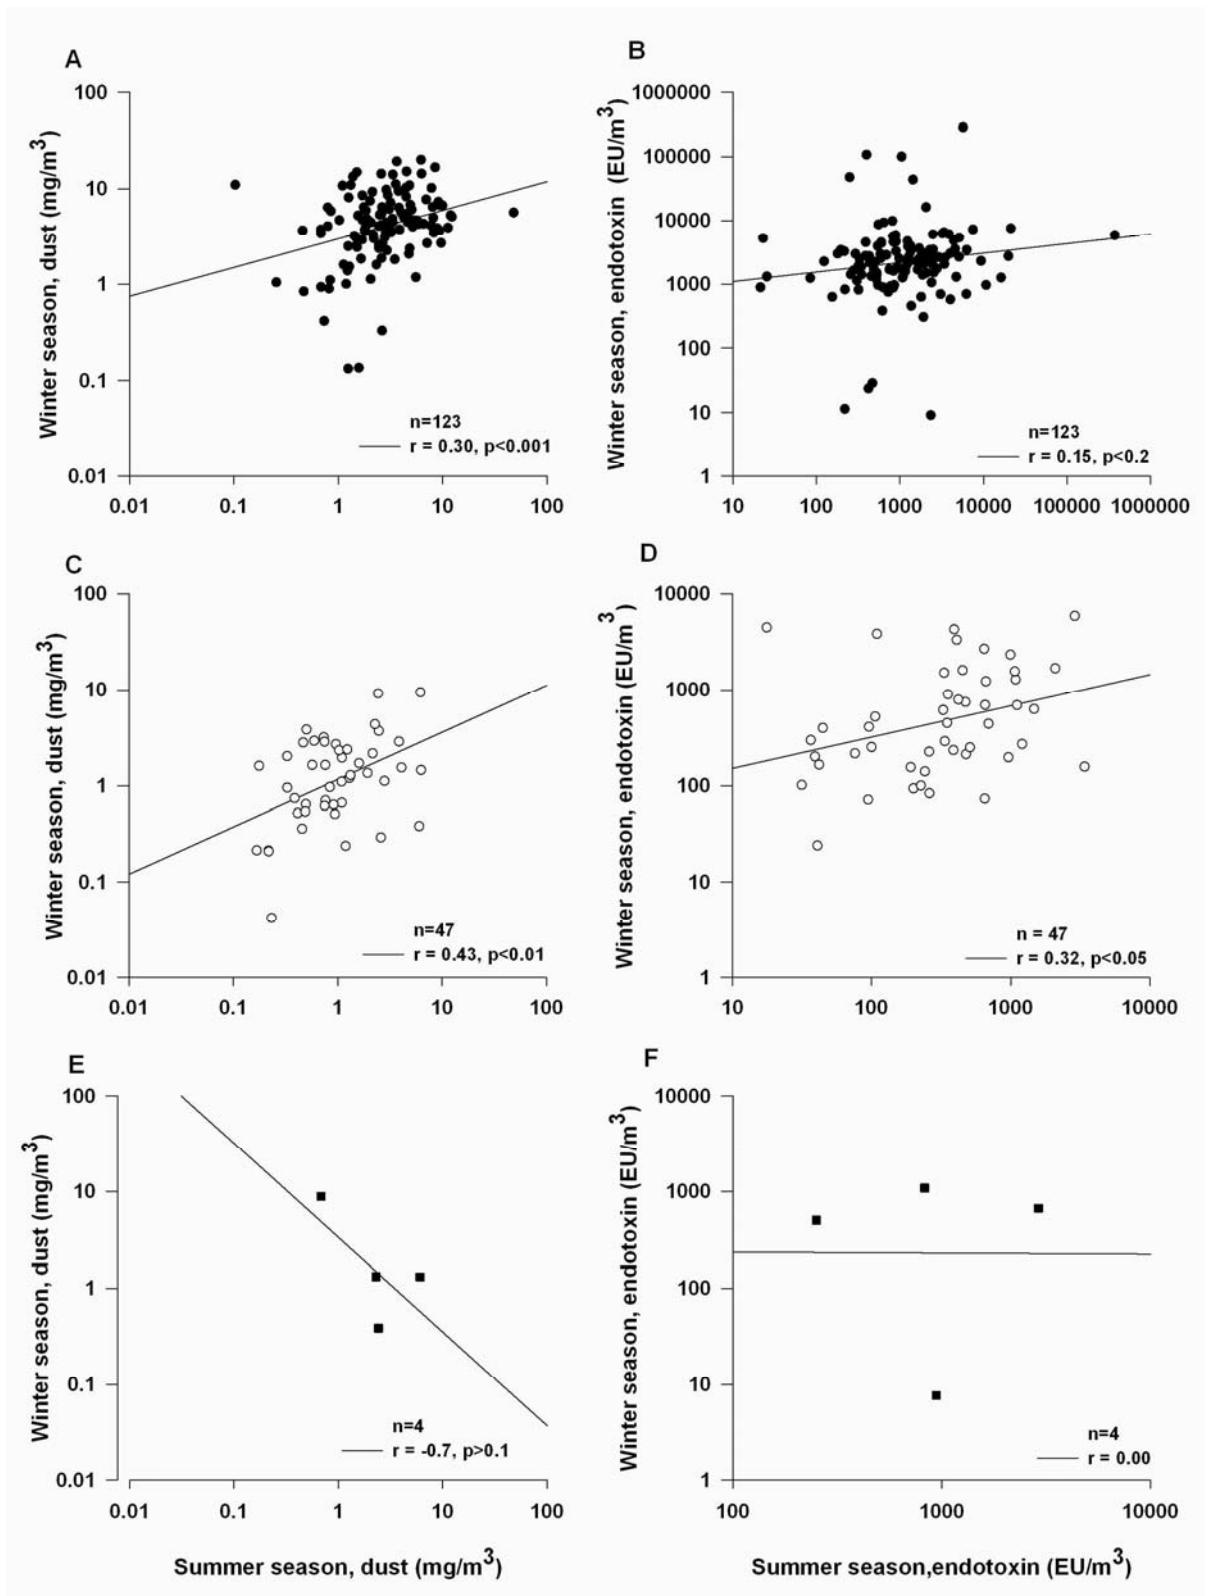 A
Winter season, dust (mg/m3)
100
10
1
0.1
0.01
n=123
r = 0.30, p<0.001
0.01 0.1 1 10 100
B
Winter season, endotoxin (EU/m3)
1000000
100000
10000
1000
100
10
1
n=123
r = 0.15, p<0.2
10 100 1000 10000 100000 1000000
C
Winter season, dust (mg/m3)
100
10
1
0.1
0.01
n=47
r = 0.43, p<0.01
0.01 0.1 1 10 100
D
Winter season, endotoxin (EU/m3)
10000
1000
100
10
1
n = 47
r = 0.32, p<0.05
10 100 1000 10000
E
Winter season, dust (mg/m3)
100
10
1
0.1
0.01
n=4
r = -0.7, p>0.1
0.01 0.1 1 10 100
Summer season, dust (mg/m3)
F
Winter season, endotoxin (EU/m3)
10000
1000
100
10
1
n=4
r = 0.00
100 1000 10000
Summer season,endotoxin (EU/m3)